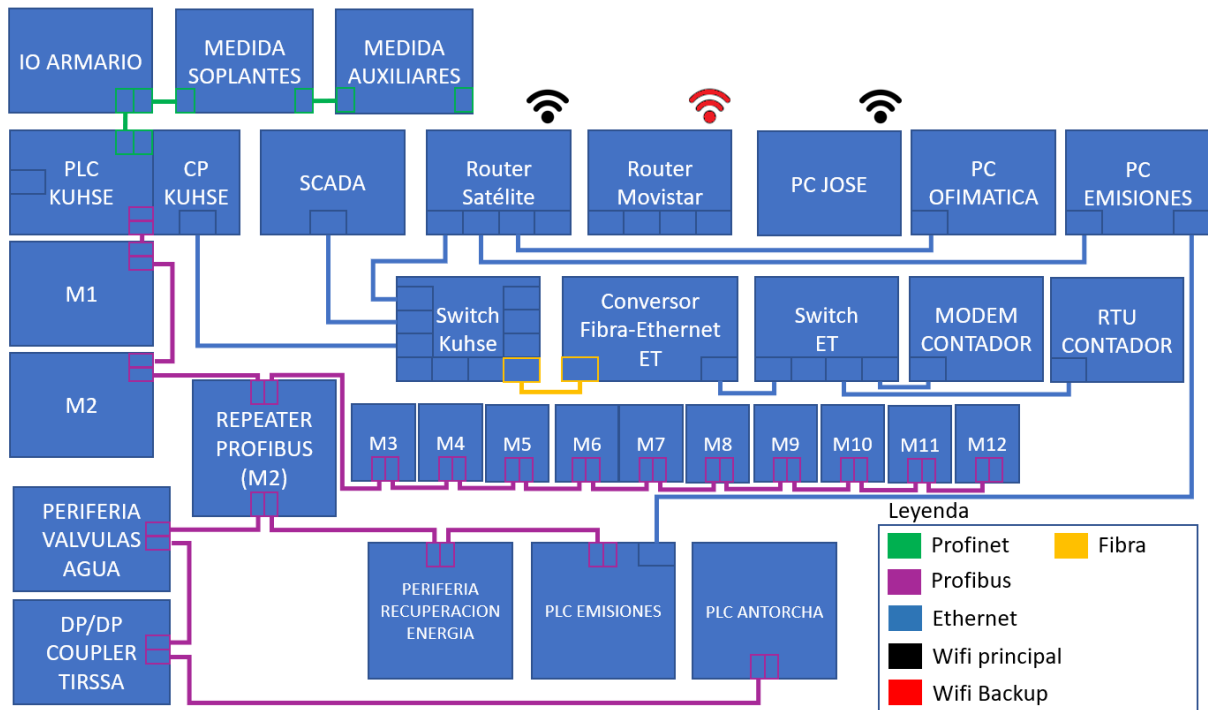 IO ARMARIO
MEDIDA
SOPLANTES
MEDIDA
AUXILIARES
PLC
KUHSE
CP
KUHSE
SCADA
Router
Satélite
Router
Movistar
PC JOSE
PC
OFIMATICA
PC
EMISIONES
M1
Switch
Kuhse
Conversor
Fibra-Ethernet
ET
Switch
ET
MODEM
CONTADOR
RTU
CONTADOR
M2
REPEATER
PROFIBUS
(M2)
M3
M4
M5
M6
M7
M8
M9
M10
M11
M12
PERIFERIA
VALVULAS
AGUA
DP/DP
COUPLER
TIRSSA
PERIFERIA
RECUPERACION
ENERGÍA
PLC EMISIONES
PLC ANTORCHA
Leyenda
Profinet
Fibra
Profibus
Ethernet
Wifi principal
Wifi Backup